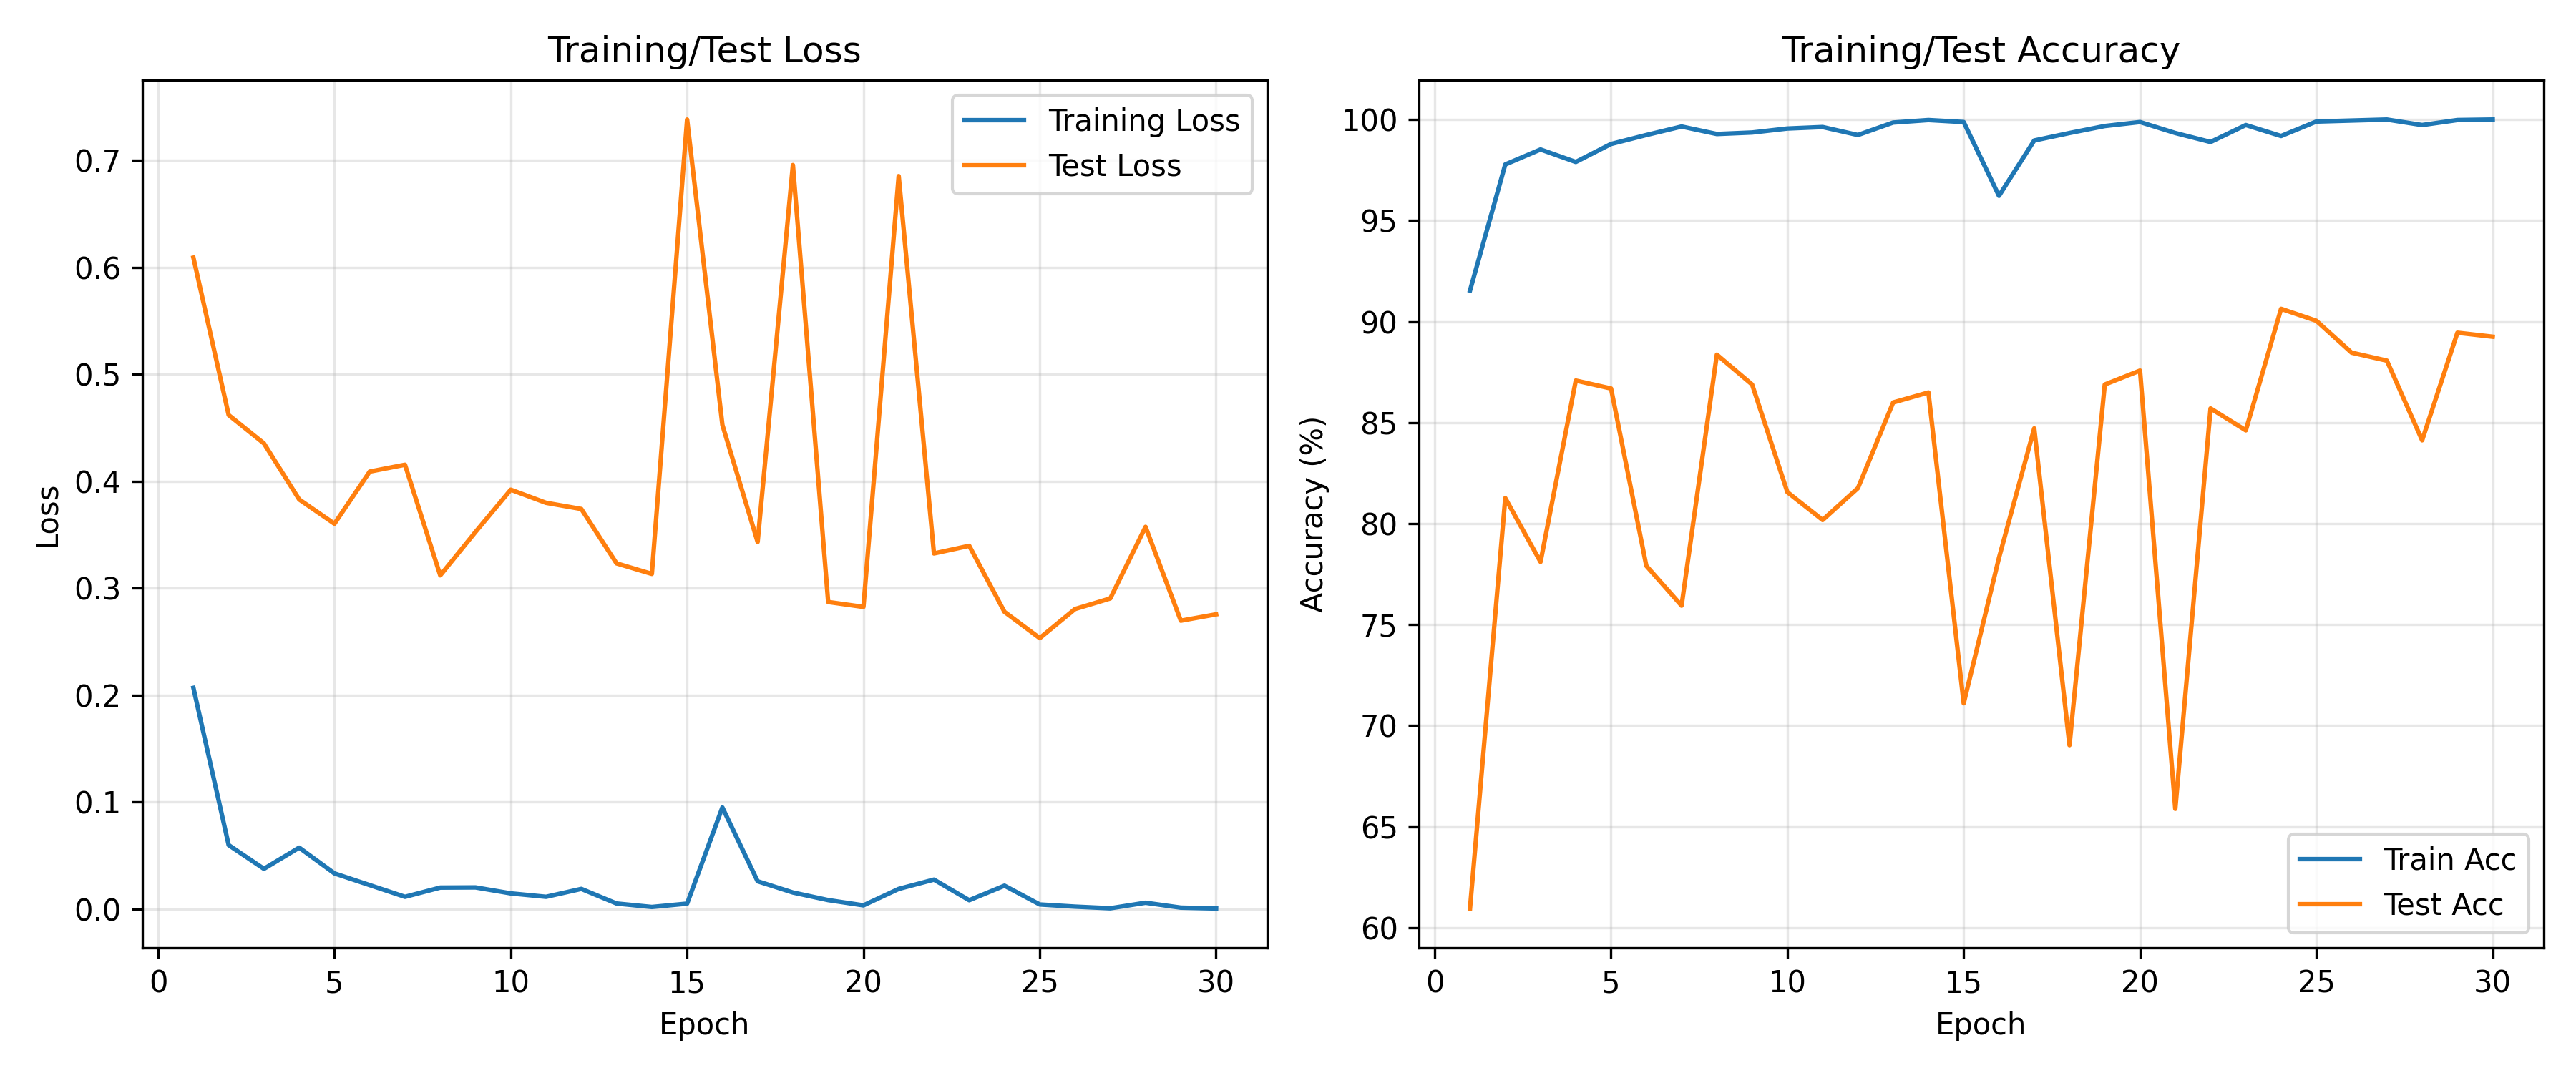 Training/Test Loss
Training Loss
Test Loss
0.7
0.6
0.5
0.4
0.3
0.2
0.1
0.0
Loss
0 5 10 15 20 25 30
Epoch
Training/Test Accuracy
100
95
90
85
80
75
70
65
60
Accuracy (%)
Train Acc
Test Acc
0 5 10 15 20 25 30
Epoch